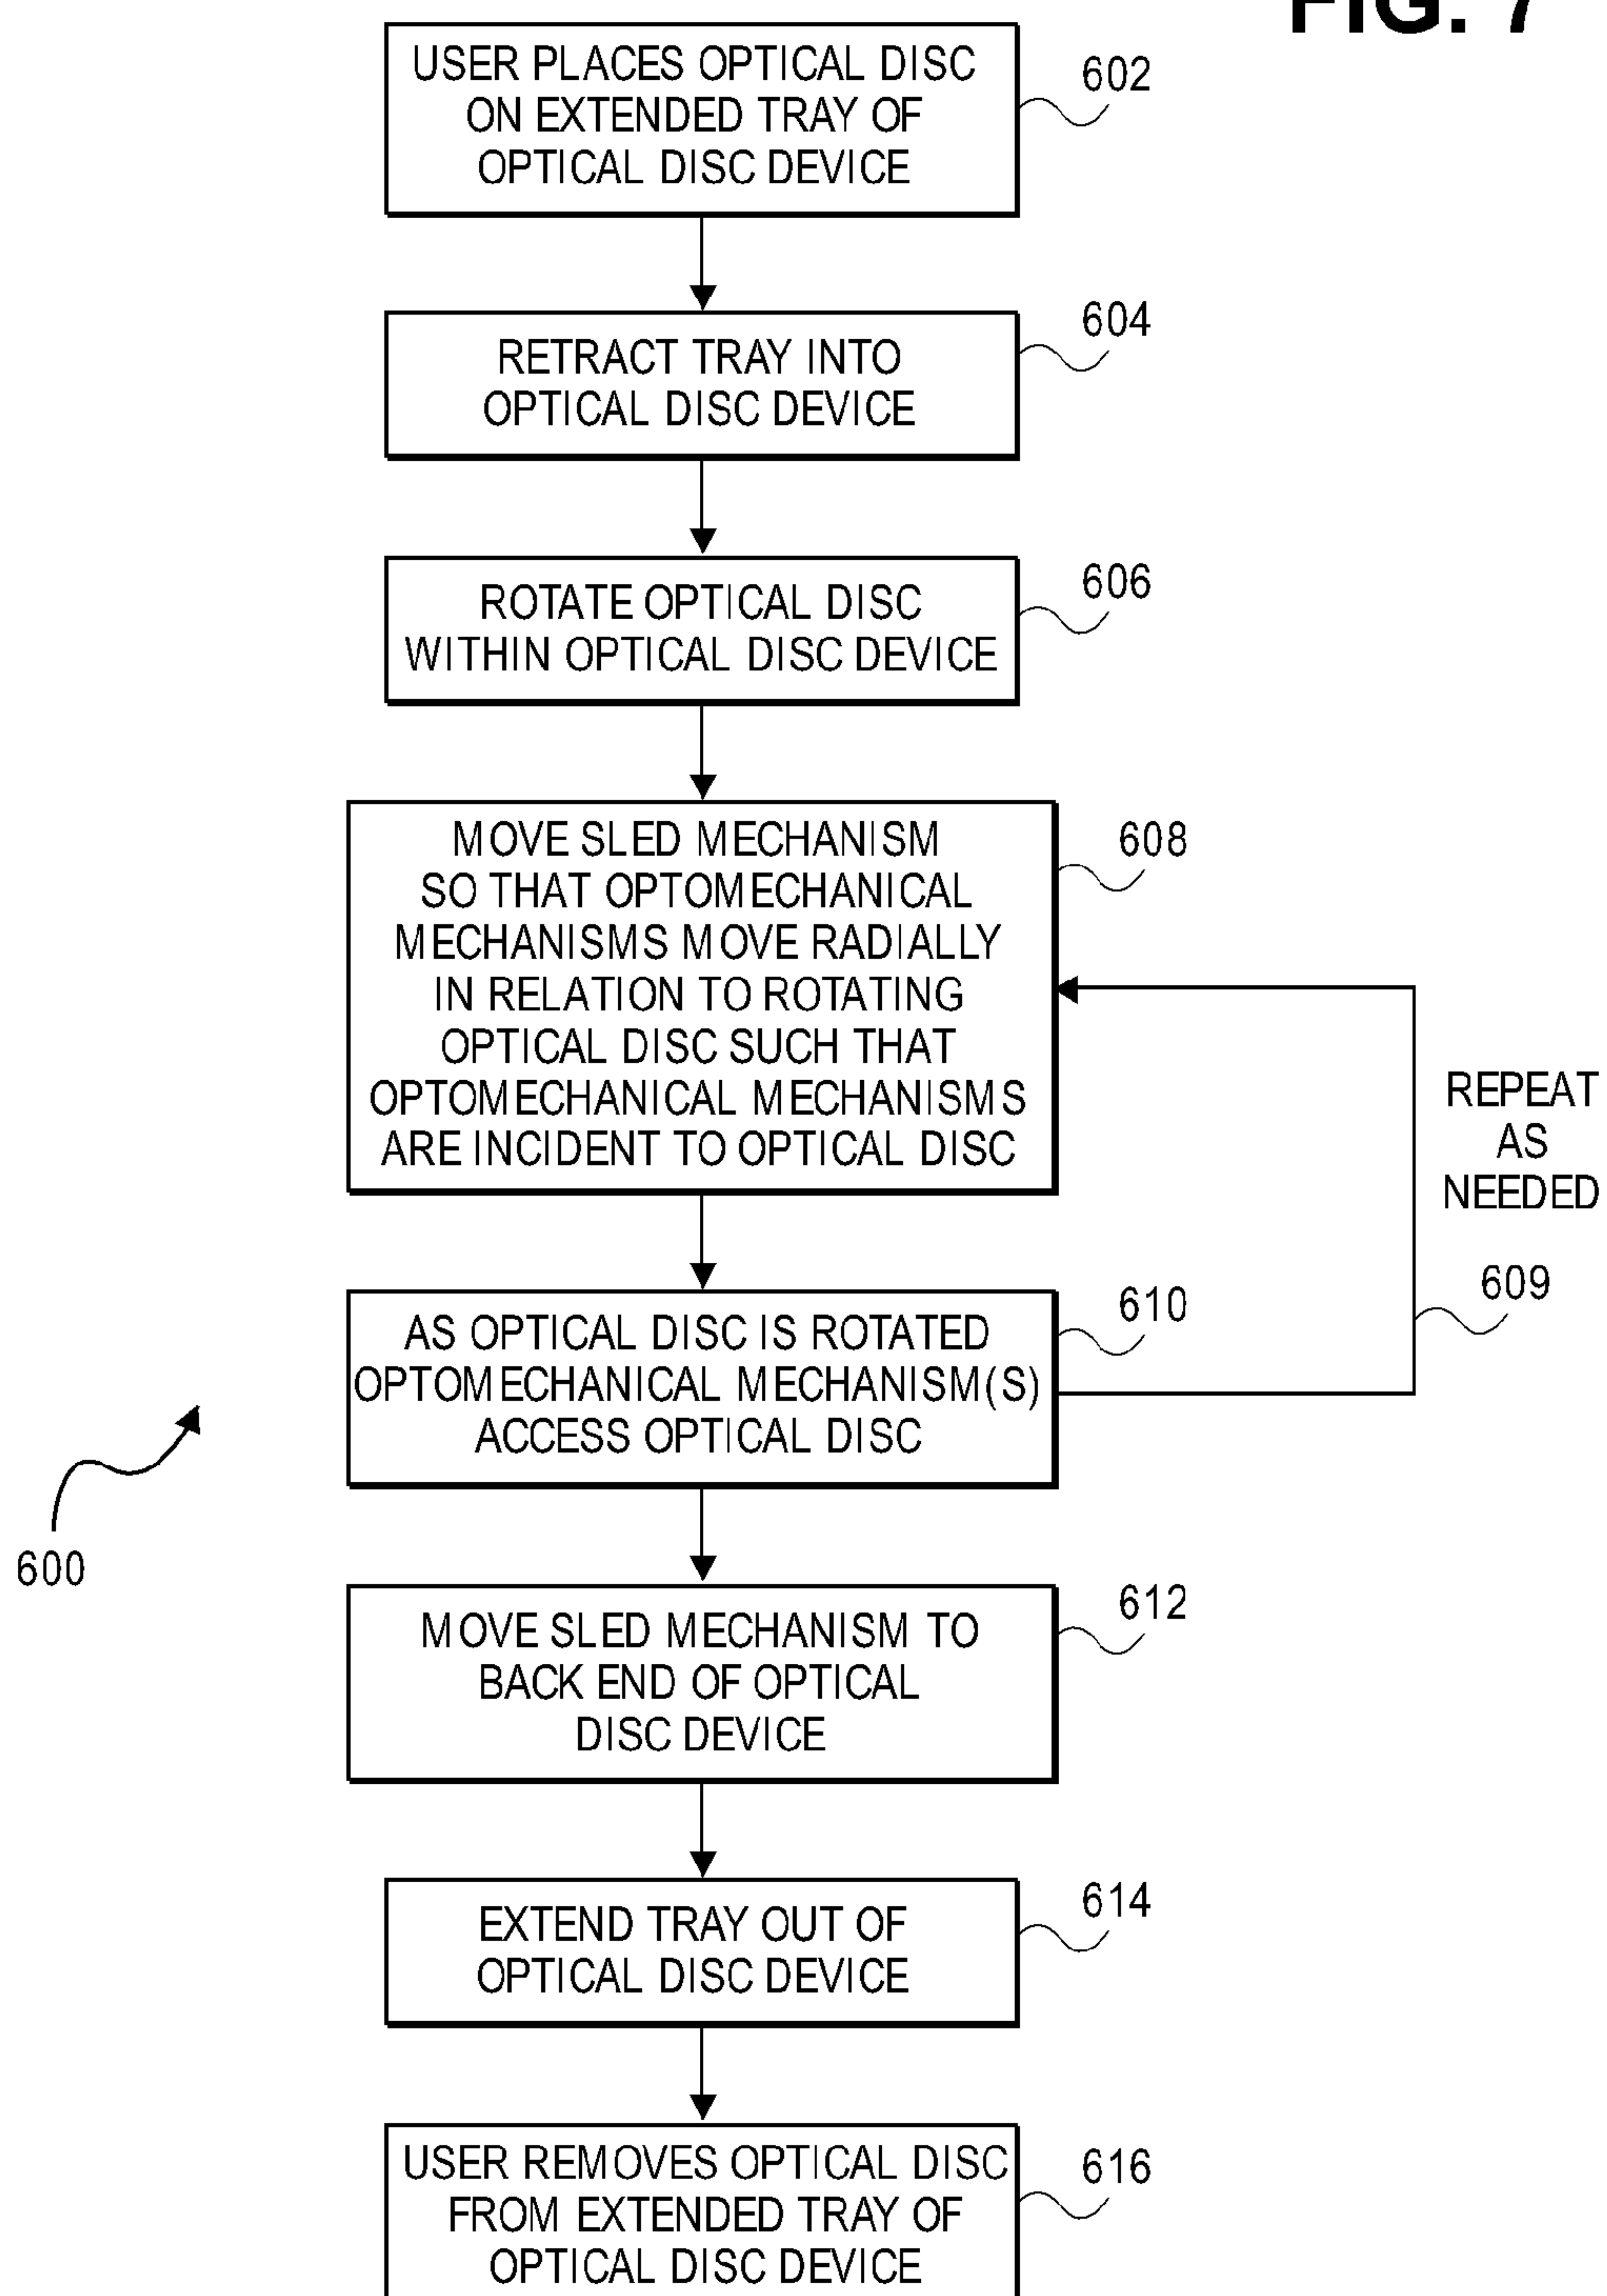 FIG. 7
USER PLACES OPTICAL DISC
ON EXTENDED TRAY OF
OPTICAL DISC DEVICE
602
RETRACT TRAY INTO
OPTICAL DISC DEVICE
604
ROTATE OPTICAL DISC
WITHIN OPTICAL DISC DEVICE
606
MOVE SLED MECHANISM
SO THAT OPTOMECHANICAL
MECHANISMS MOVE RADIALLY
IN RELATION TO ROTATING
OPTICAL DISC SUCH THAT
OPTOMECHANICAL MECHANISMS
ARE INCIDENT TO OPTICAL DISC
608
REPEAT
AS
NEEDED
609
AS OPTICAL DISC IS ROTATED
OPTOMECHANICAL MECHANISM(S)
ACCESS OPTICAL DISC
610
600
MOVE SLED MECHANISM TO
BACK END OF OPTICAL
DISC DEVICE
612
EXTEND TRAY OUT OF
OPTICAL DISC DEVICE
614
USER REMOVES OPTICAL DISC
FROM EXTENDED TRAY OF
OPTICAL DISC DEVICE
616